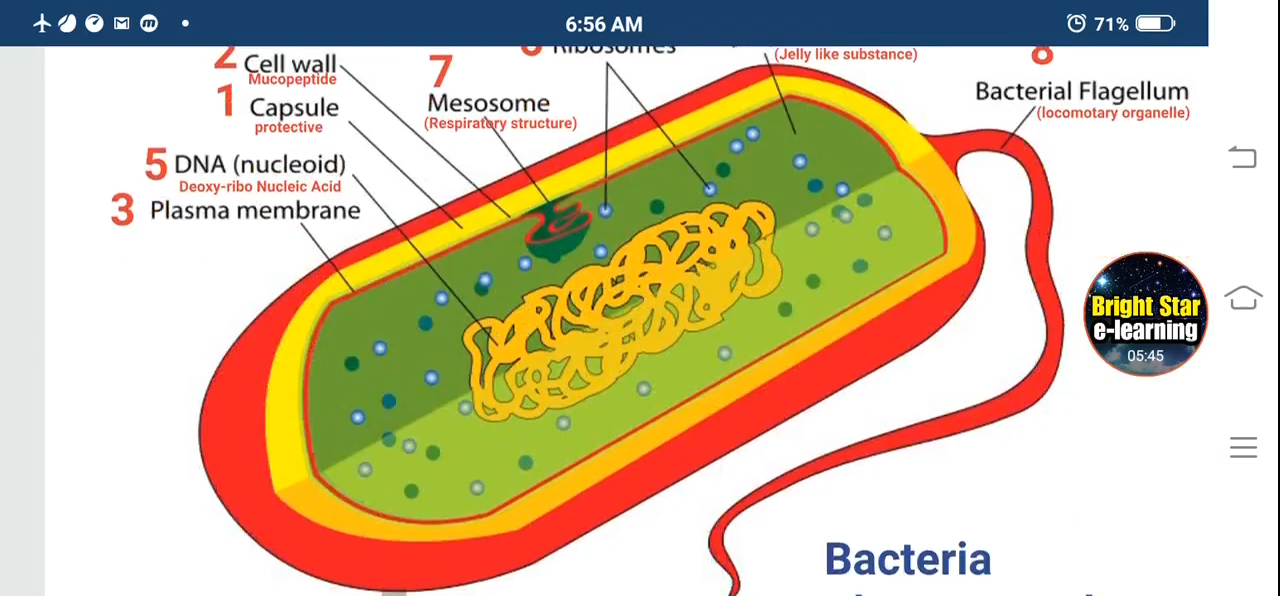 6:56 AM
71%
2 Cell wall
Mucopeptide
1 Capsule
protective
5 DNA (nucleoid)
Deoxy-ribo Nucleic Acid
3 Plasma membrane
7
Mesosome
(Respiratory structure)
Ribosomes
(Jelly like substance)
8
Bacterial Flagellum
(locomotary organelle)
Bright Star
e-learning
05:45
Bacteria